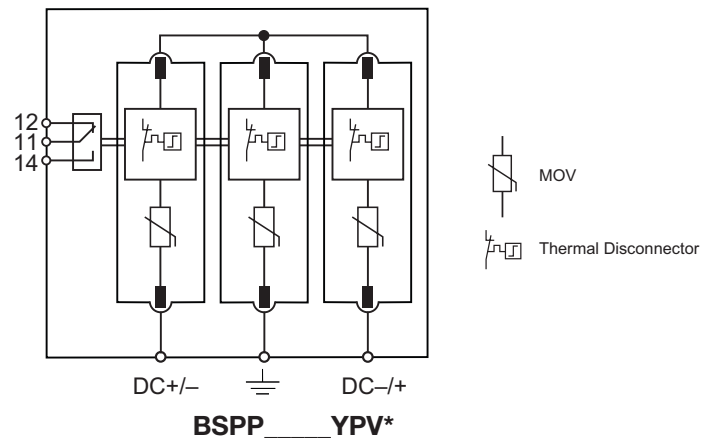 12
11
14
MOV
Thermal Disconnector
DC+/–
DC–/+
BSPP_____YPV*